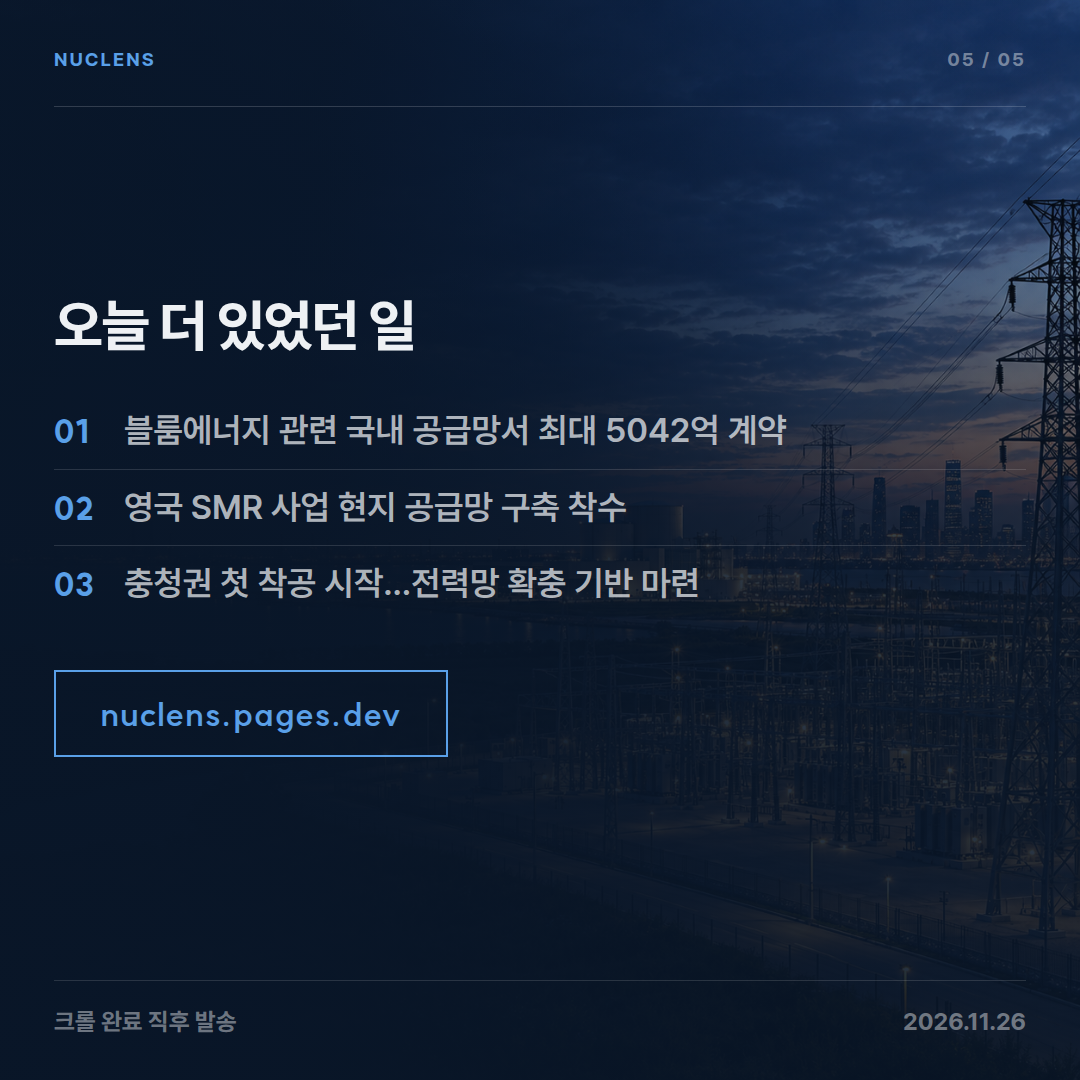 NUCLENS
05 / 05
오늘 더 있었던 일
01 블룸에너지 관련 국내 공급망서 최대 5042억 계약
02 영국 SMR 사업 현지 공급망 구축 착수
03 충청권 첫 착공 시작...전력망 확충 기반 마련
nuclens.pages.dev
크롤 완료 직후 발송
2026.11.26